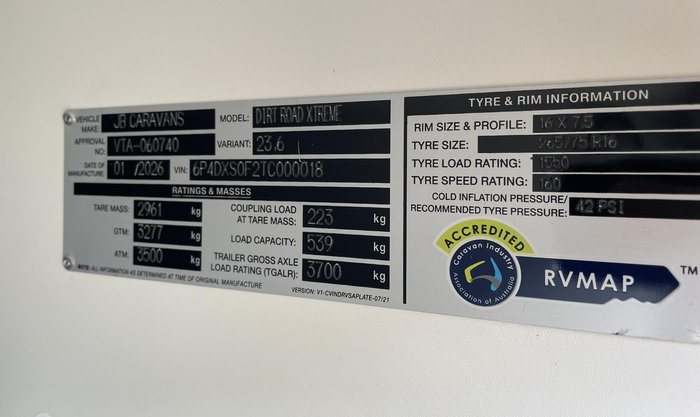 VEHICLE MAKE: JB CARAVANS MODEL: DIRT ROAD XTREME
APPROVAL NO: VTA-060740 VARIANT: 23.6
DATE OF MANUFACTURE: 01 /2026 VIN: 6P4DXS0F2TC000018
RATINGS & MASSES
TARE MASS: 2961 kg COUPLING LOAD AT TARE MASS: 223 kg
GTM: 3277 kg LOAD CAPACITY: 539 kg
ATM: 3500 kg TRAILER GROSS AXLE LOAD RATING (TGALR): 3700 kg
NOTE: ALL INFORMATION AS DETERMINED AT TIME OF ORIGINAL MANUFACTURE
VERSION: V1-CVINDRVSAPLATE-07/21
TYRE & RIM INFORMATION
RIM SIZE & PROFILE: 16 X 7.5
TYRE SIZE: 265/75 R16
TYRE LOAD RATING: 1550
TYRE SPEED RATING: 160
COLD INFLATION PRESSURE/
RECOMMENDED TYRE PRESSURE: 42 PSI
ACCREDITED
Caravan Industry
Association of Australia
RVMAP ™